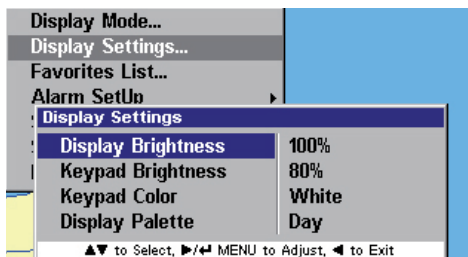 Display Mode...
Display Settings...
Favorites List...
Alarm SetUp ▶
Display Settings
Display Brightness 100%
Keypad Brightness 80%
Keypad Color White
Display Palette Day
▲▼ to Select, ▶/↵ MENU to Adjust, ◀ to Exit